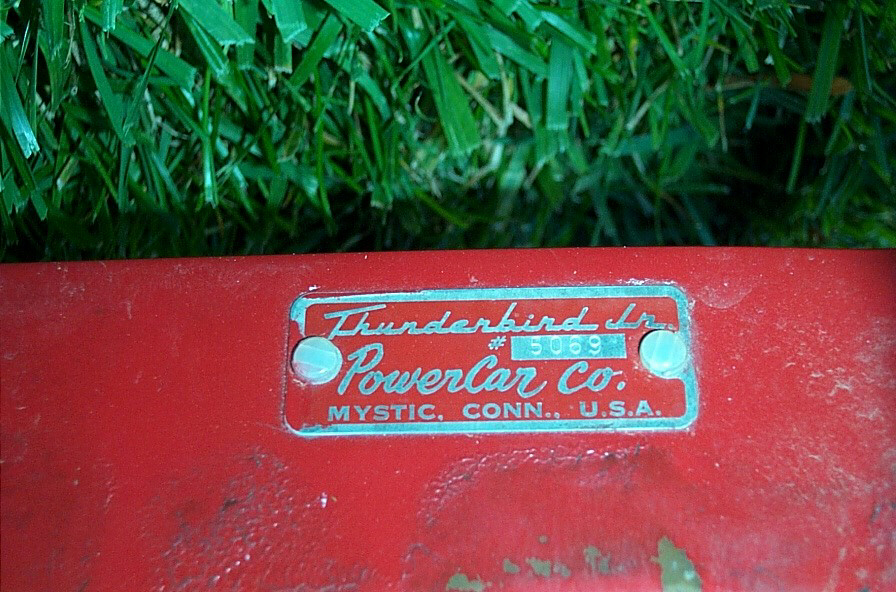 Thunderbird Jr.
# 5069
PowerCar Co.
MYSTIC, CONN., U.S.A.